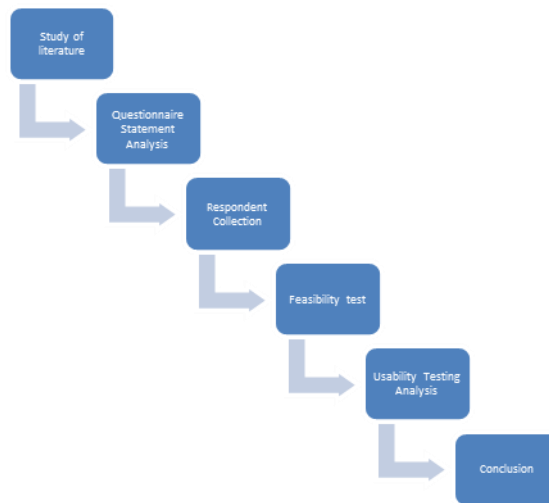 Study of
literature
Questionnaire
Statement
Analysis
Respondent
Collection
Feasibility test
Usability Testing
Analysis
Conclusion